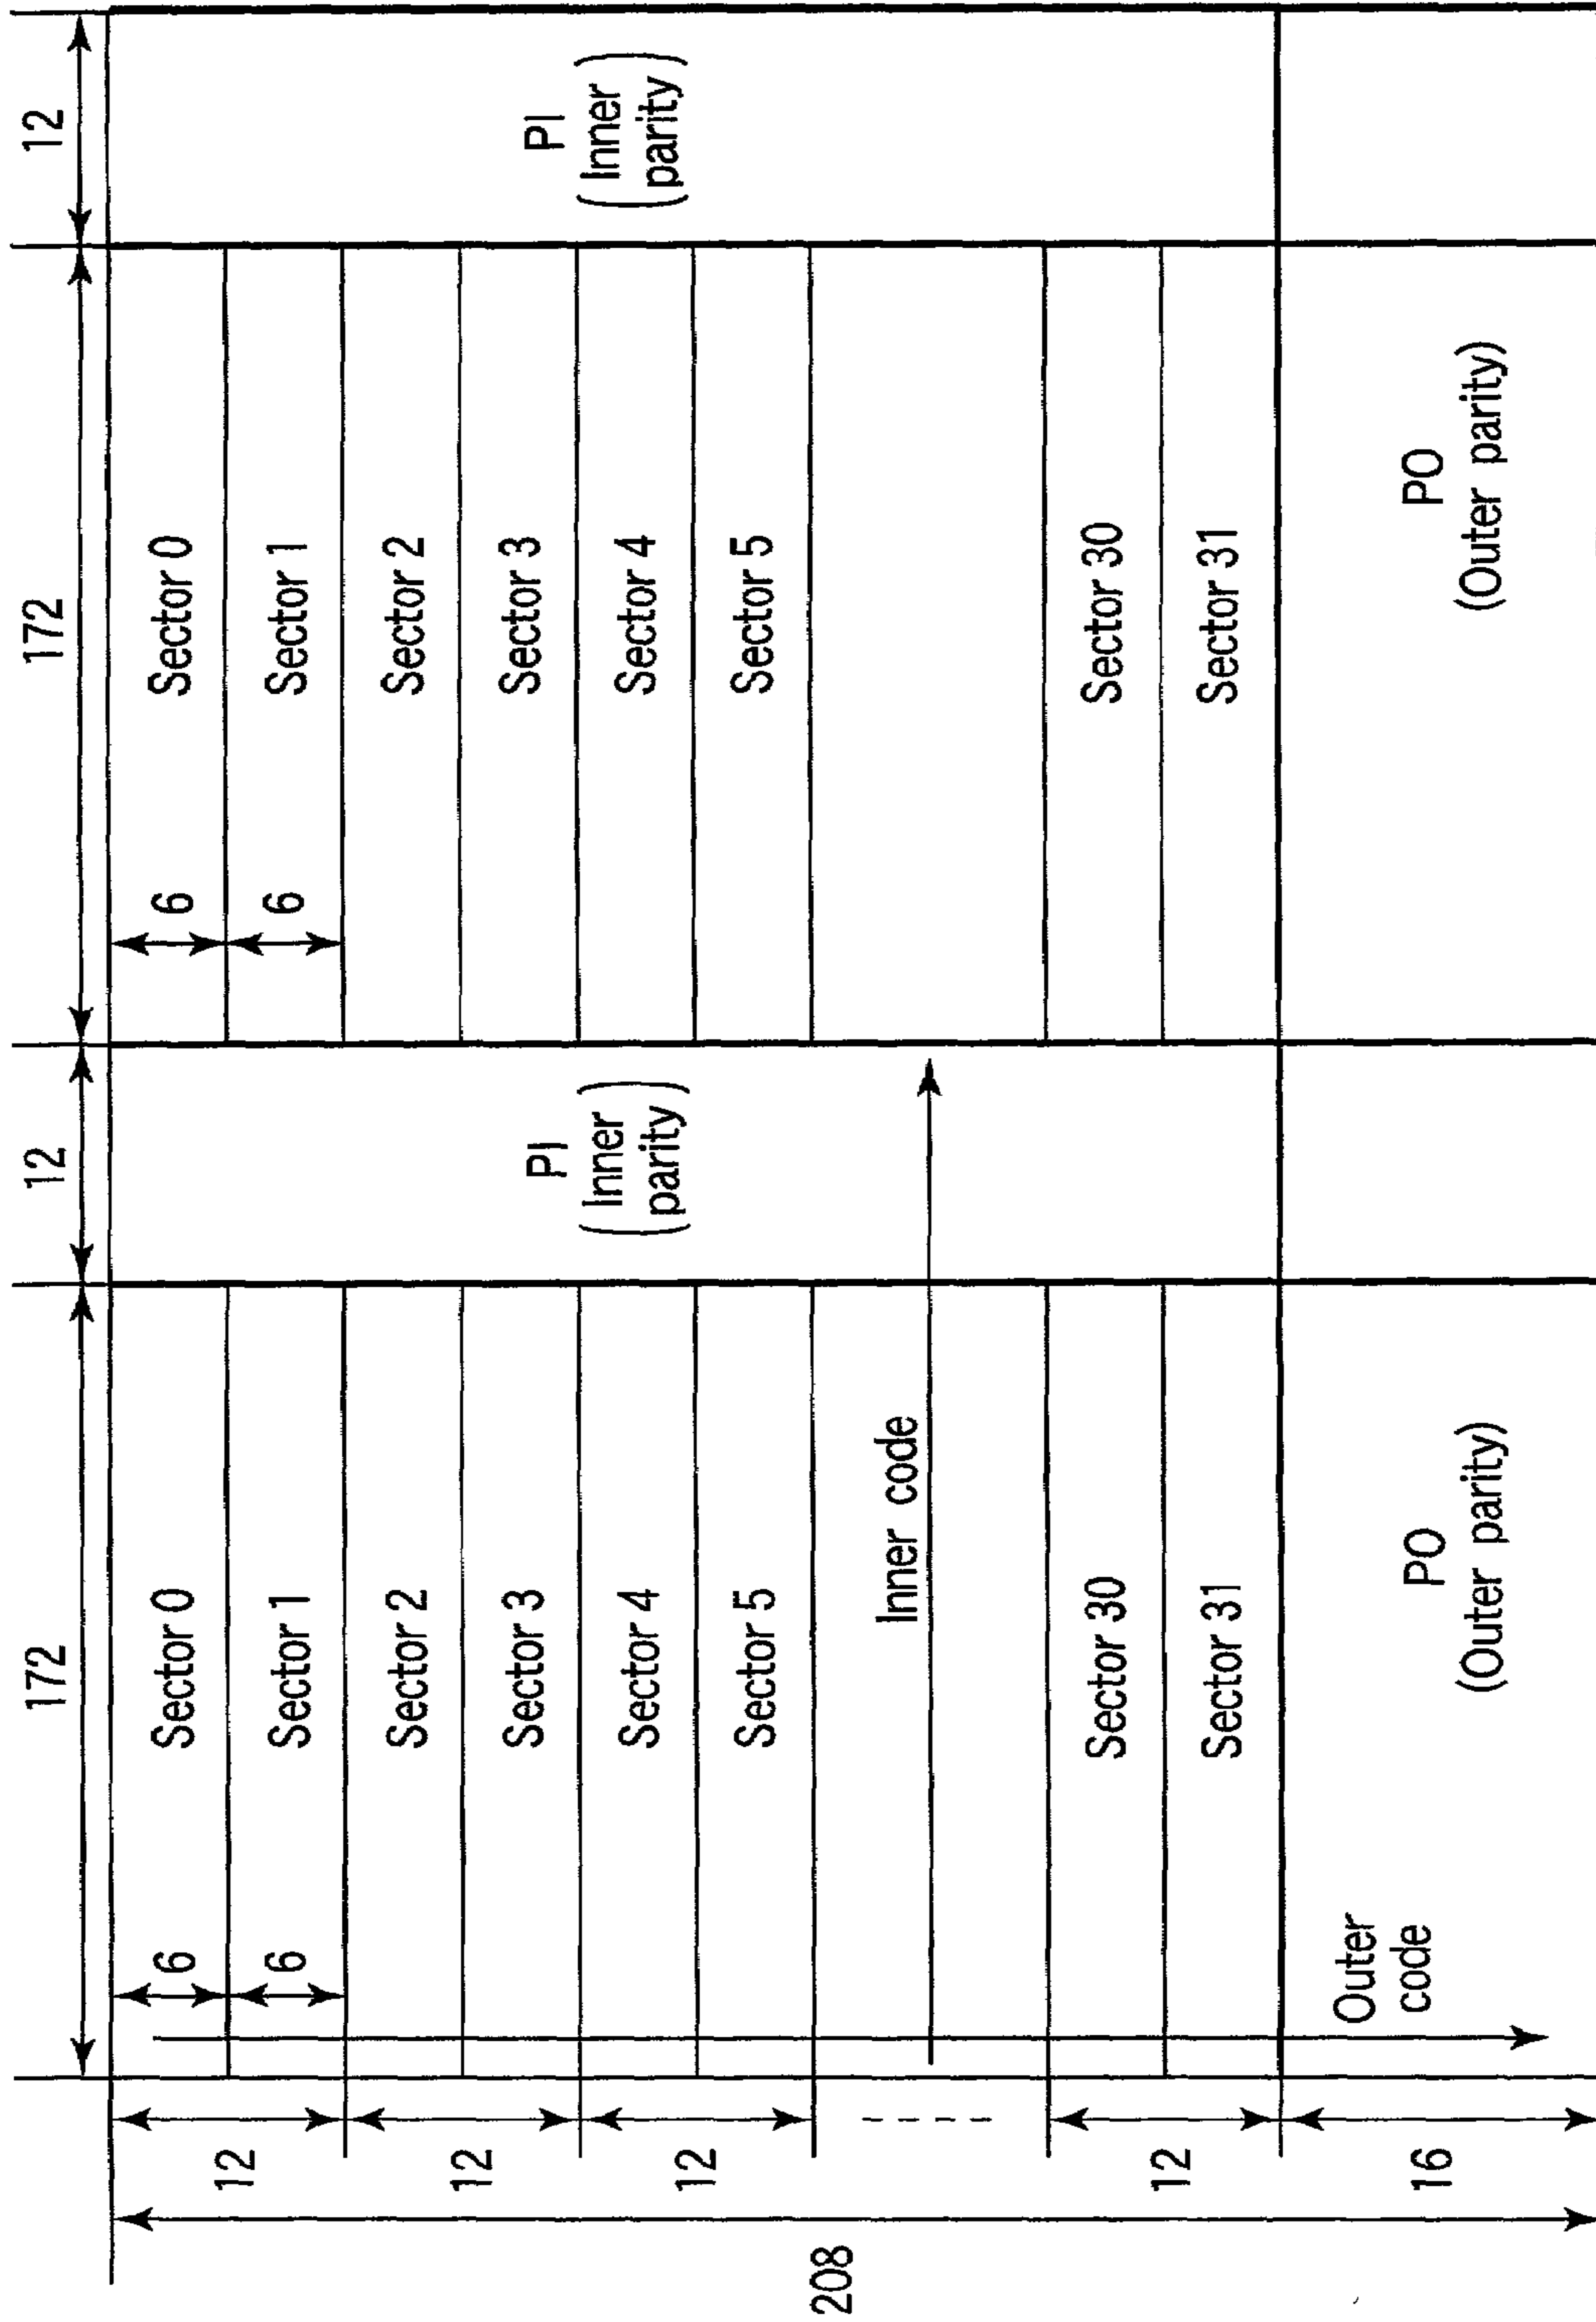 172
12
172
12
6
Sector 0
6
Sector 0
12
6
Sector 1
6
Sector 1
Sector 2
Sector 2
12
Sector 3
PI
(Inner
parity)
Sector 3
PI
(Inner
parity)
Sector 4
Sector 4
12
Sector 5
Sector 5
208
Inner code
Sector 30
Sector 30
12
Sector 31
Sector 31
16
Outer
code
PO
(Outer parity)
PO
(Outer parity)